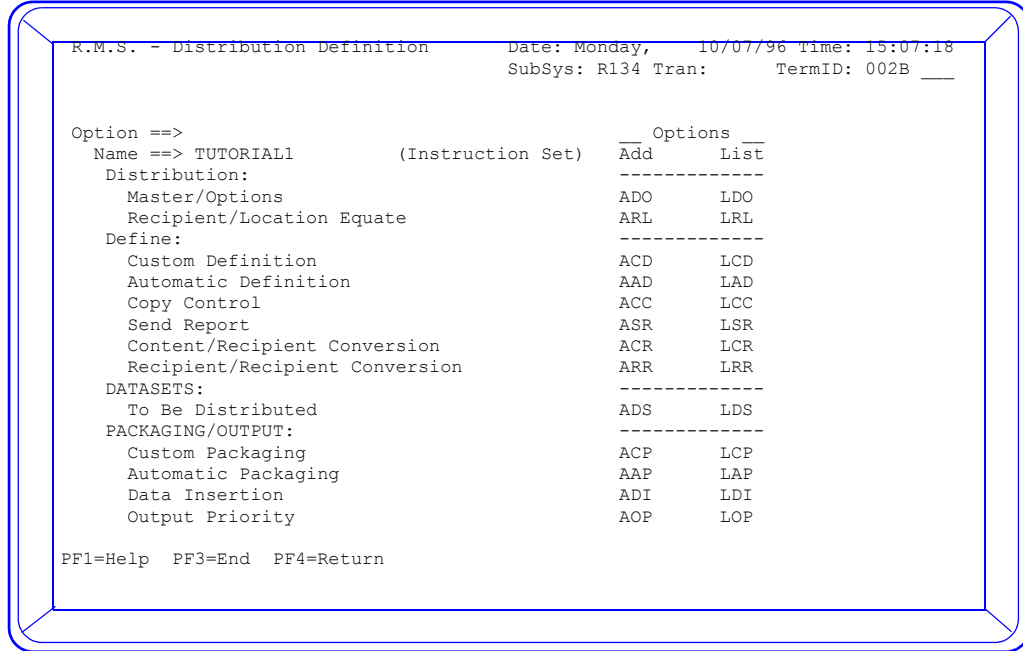 R.M.S. - Distribution Definition Date: Monday, 10/07/96 Time: 15:07:18
SubSys: R134 Tran: TermID: 002B ___
Option ==> __ Options __
Name ==> TUTORIAL1 (Instruction Set) Add List
Distribution: -------------
Master/Options ADO LDO
Recipient/Location Equate ARL LRL
Define: -------------
Custom Definition ACD LCD
Automatic Definition AAD LAD
Copy Control ACC LCC
Send Report ASR LSR
Content/Recipient Conversion ACR LCR
Recipient/Recipient Conversion ARR LRR
DATASETS: -------------
To Be Distributed ADS LDS
PACKAGING/OUTPUT: -------------
Custom Packaging ACP LCP
Automatic Packaging AAP LAP
Data Insertion ADI LDI
Output Priority AOP LOP
PF1=Help PF3=End PF4=Return